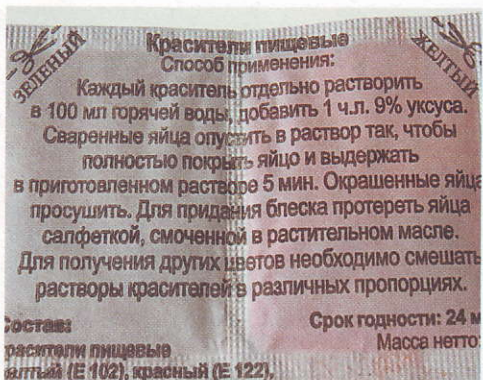 ЗЕЛЕНЫЙ
ЖЕЛТЫЙ
Красители пищевые
Способ применения:
Каждый краситель отдельно растворить
в 100 мл горячей воды, добавить 1 ч.л. 9% уксуса.
Сваренные яйца опустить в раствор так, чтобы
полностью покрыть яйцо и выдержать
в приготовленном растворе 5 мин. Окрашенные яйца
просушить. Для придания блеска протереть яйца
салфеткой, смоченной в растительном масле.
Для получения других цветов необходимо смешать
растворы красителей в различных пропорциях.
Состав:
Срок годности: 24 м
расители пищевые
Масса нетто:
елтый (Е 102), красный (Е 122),